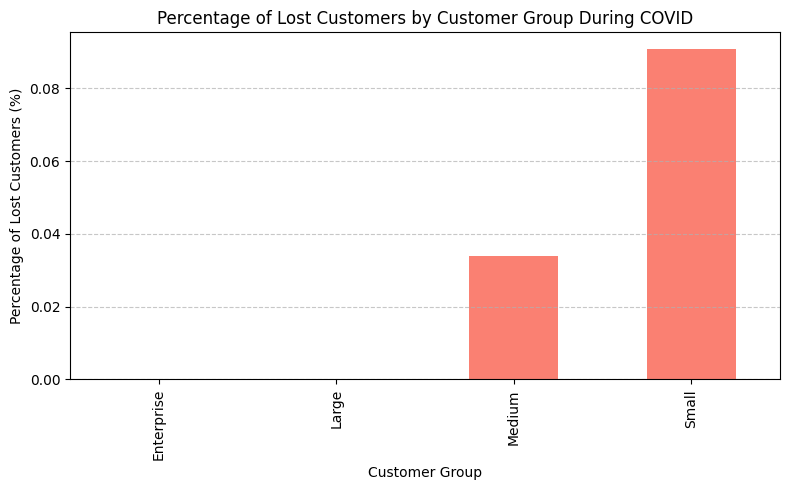 Percentage of Lost Customers by Customer Group During COVID
Percentage of Lost Customers (%)
0.08
0.06
0.04
0.02
0.00
Enterprise
Large
Medium
Small
Customer Group